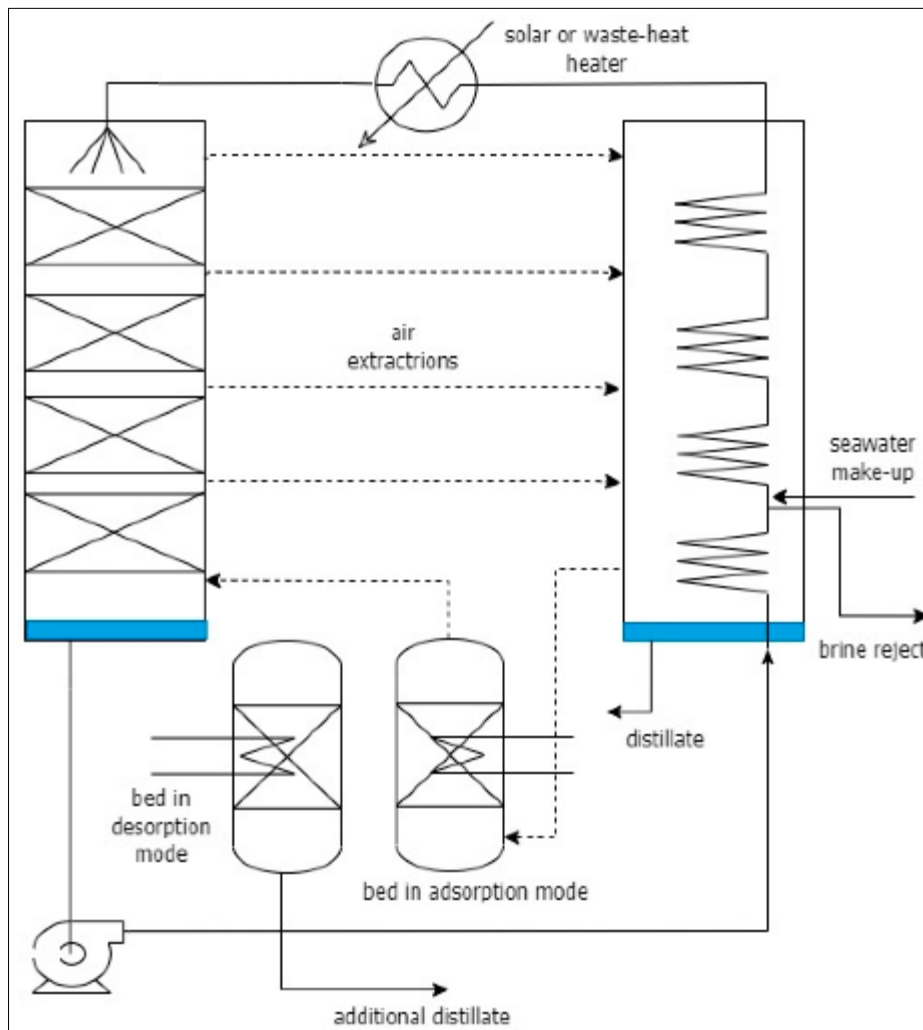 solar or waste-heat
heater
air
extractrions
seawater
make-up
brine reject
distillate
bed in
desorption
mode
bed in adsorption mode
additional distillate